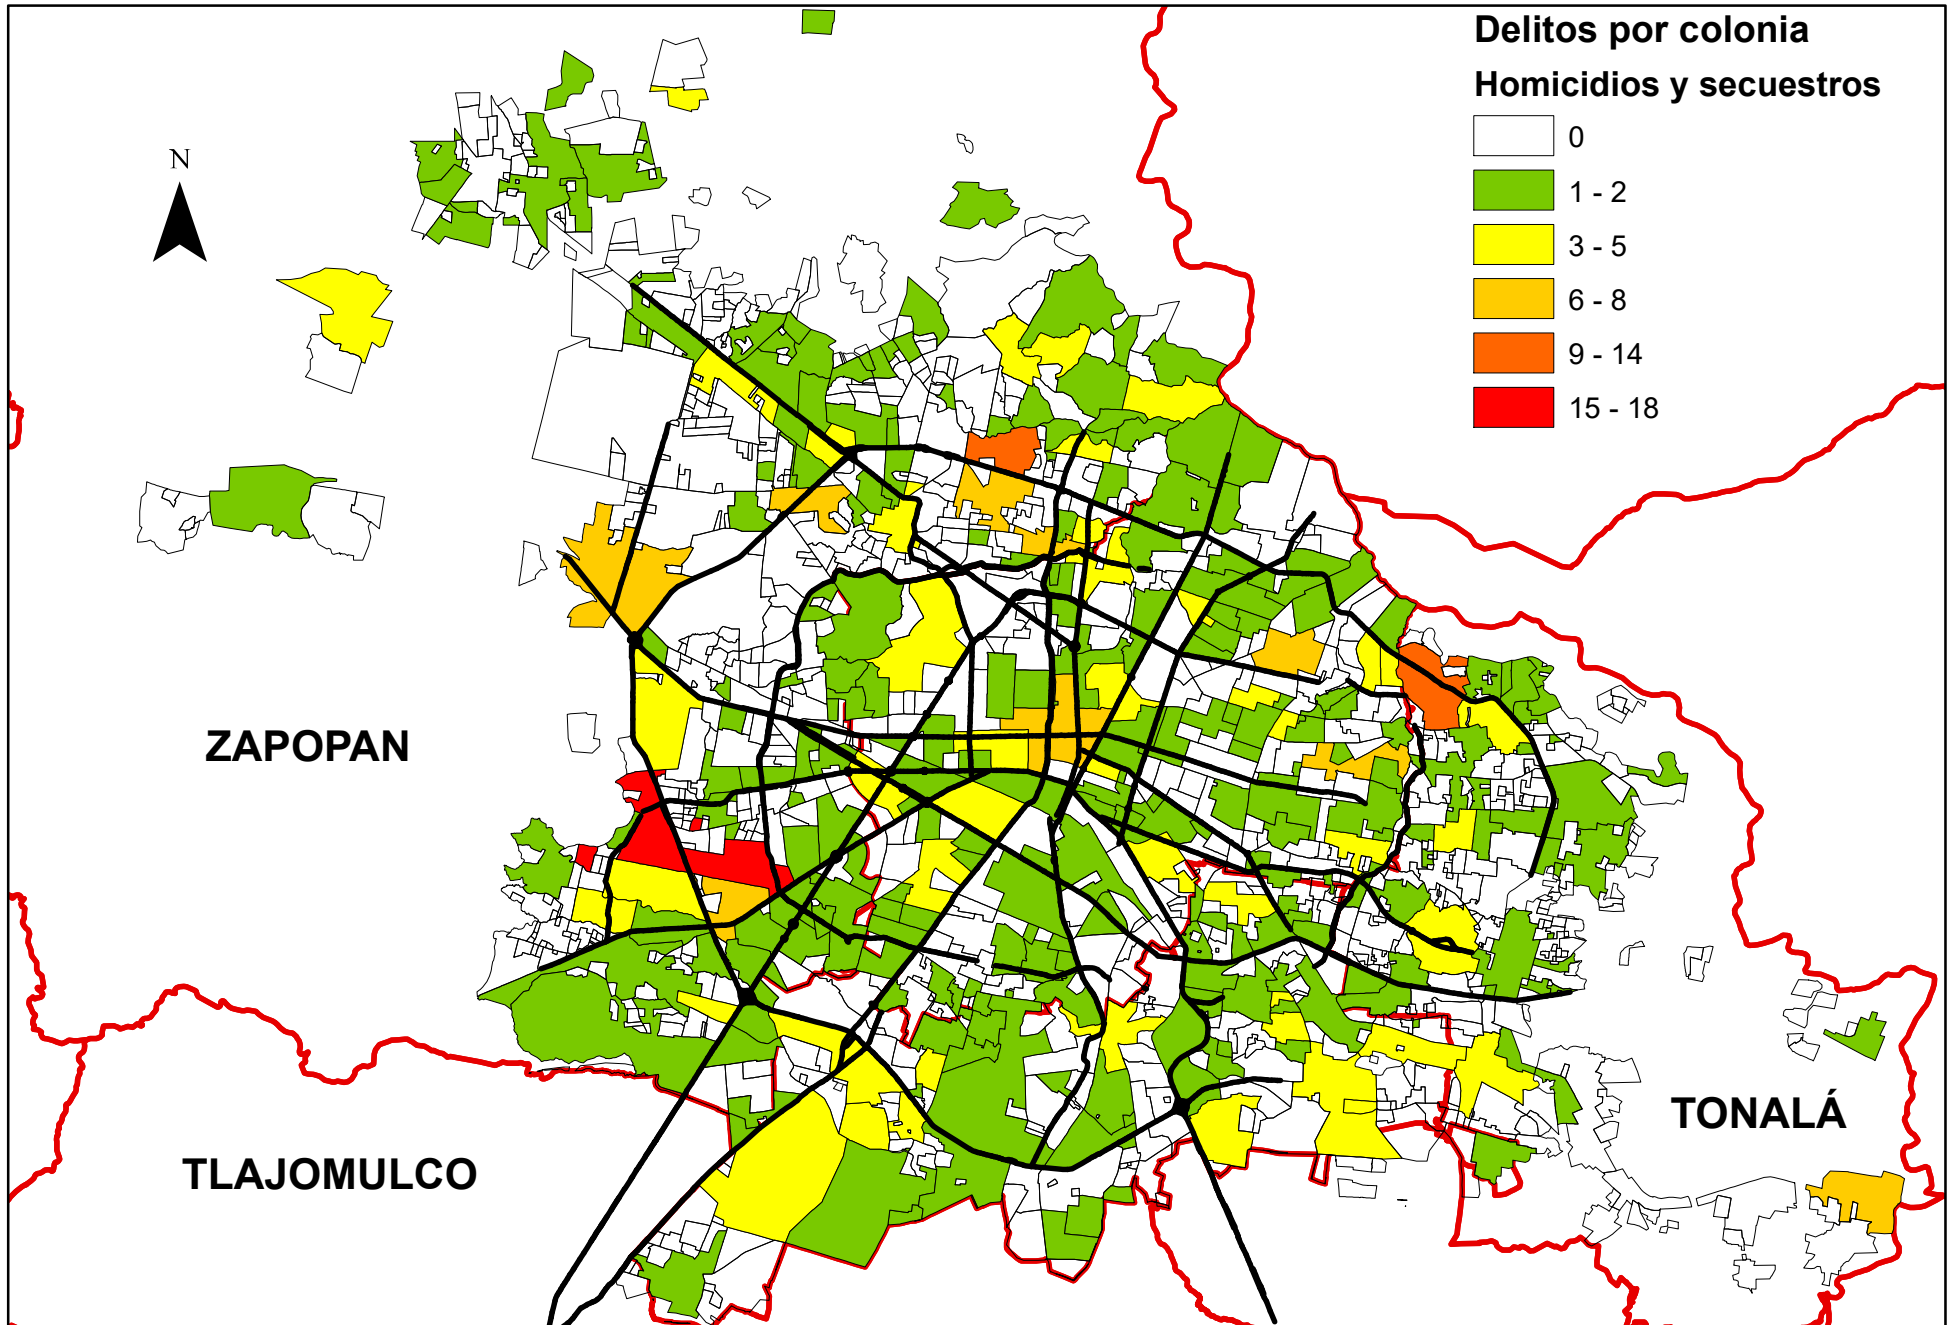 Delitos por colonia
Homicidios y secuestros
0
1 - 2
3 - 5
6 - 8
9 - 14
15 - 18
N
ZAPOPAN
TONALÁ
TLAJOMULCO